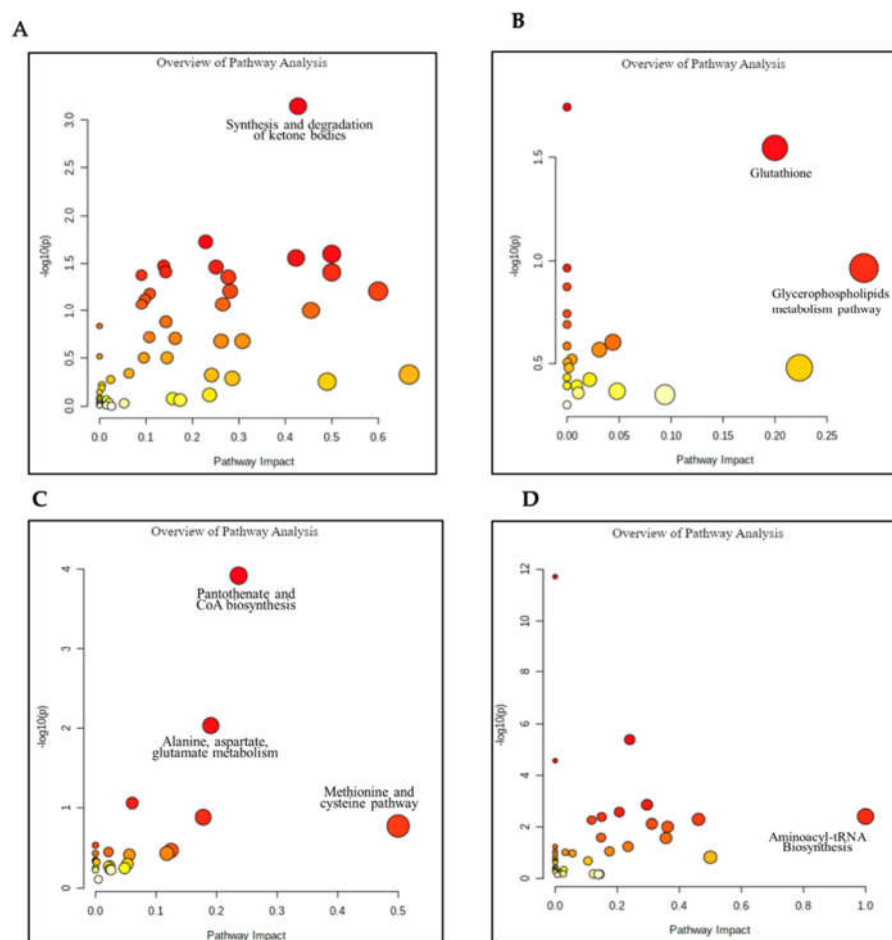 A
Overview of Pathway Analysis
3.0
Synthesis and degradation
of ketone bodies
2.5
2.0
-log10(p)
1.5
1.0
0.5
0.0
0.0 0.1 0.2 0.3 0.4 0.5 0.6
Pathway Impact
B
Overview of Pathway Analysis
1.5
Glutathione
-log10(p)
1.0
Glycerophospholipids
metabolism pathway
0.5
0.00 0.05 0.10 0.15 0.20 0.25
Pathway Impact
C
Overview of Pathway Analysis
4
Pantothenate and
CoA biosynthesis
3
-log10(p)
2
Alanine, aspartate,
glutamate metabolism
Methionine and
cysteine pathway
1
0
0.0 0.1 0.2 0.3 0.4 0.5
Pathway Impact
D
Overview of Pathway Analysis
12
10
8
-log10(p)
6
4
2
Aminoacyl-tRNA
Biosynthesis
0
0.0 0.2 0.4 0.6 0.8 1.0
Pathway Impact